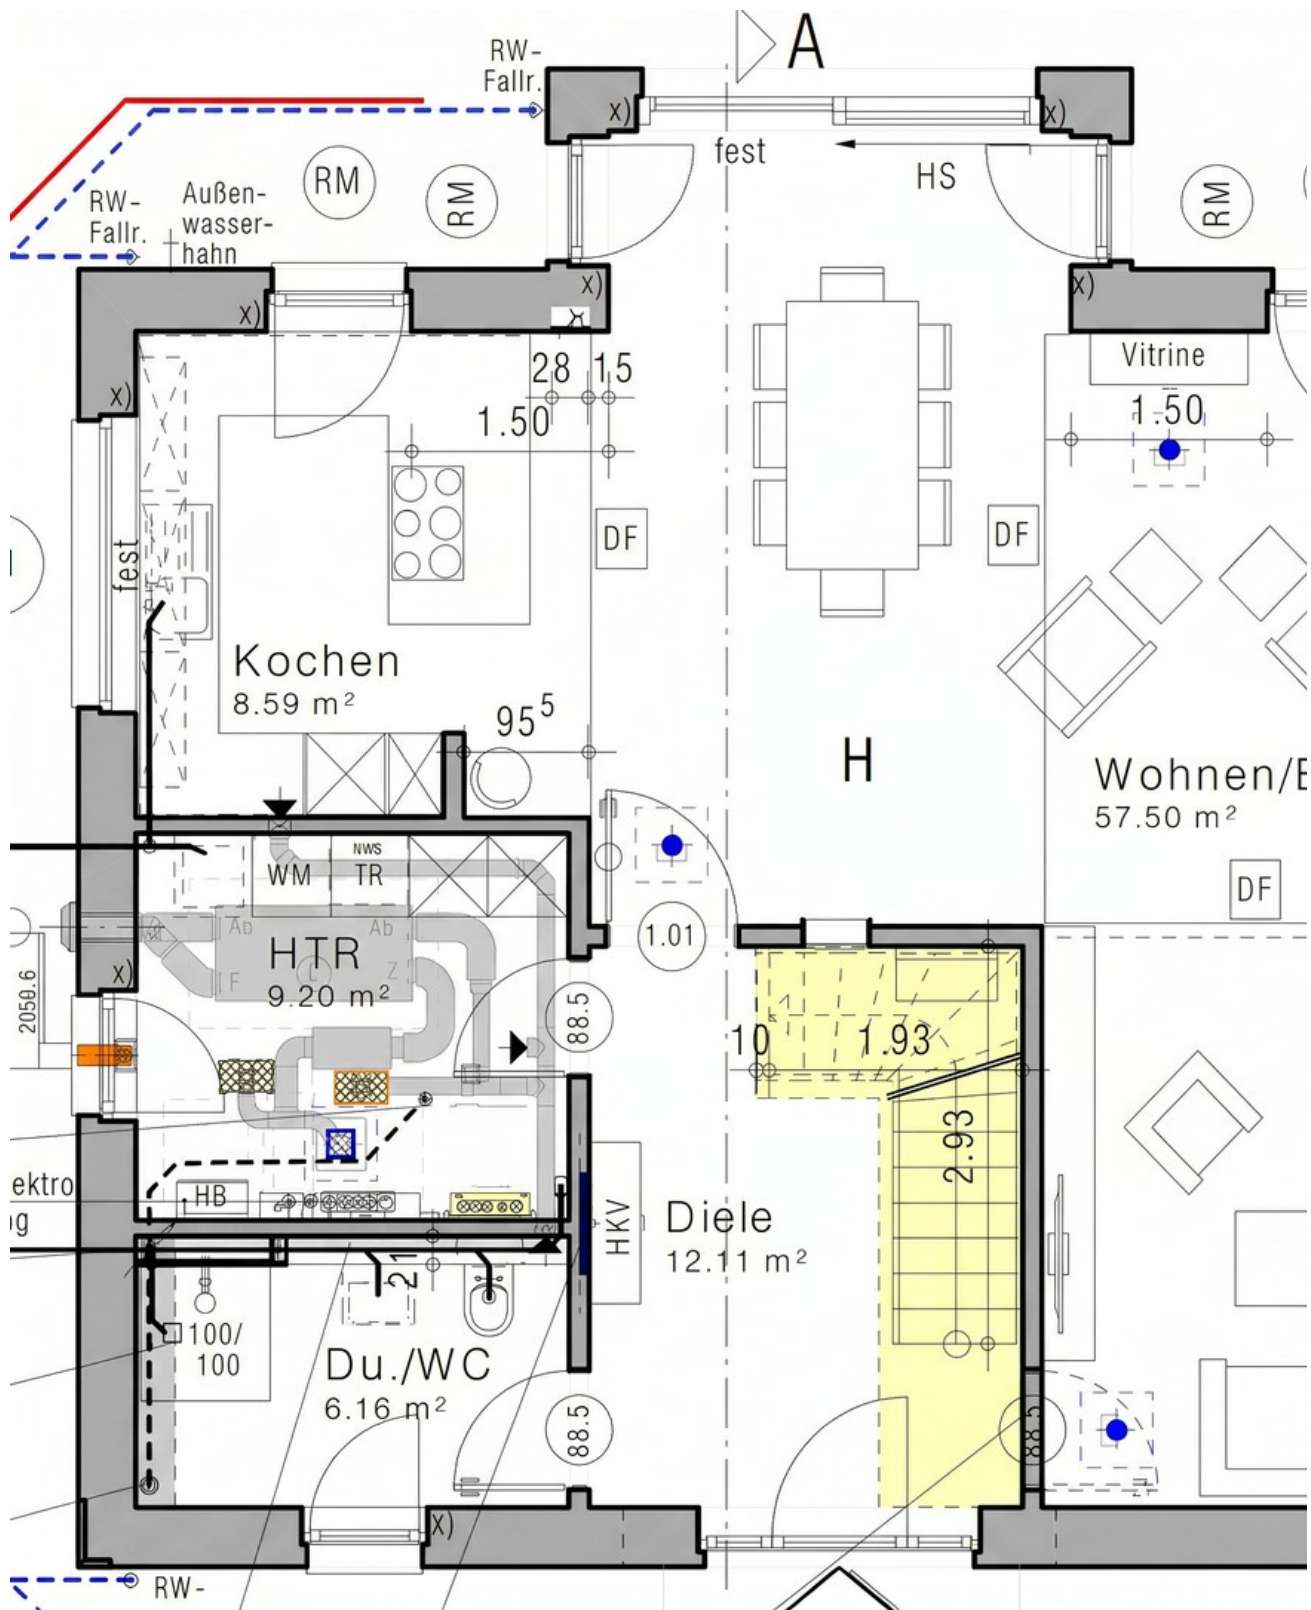 A
RW-
Fallr.
x)
x)
fest
HS
RM
RM
RM
Außen-
wasser-
hahn
RW-
Fallr.
x)
x)
x)
x)
28
15
1.50
Vitrine
1.50
fest
DF
DF
Kochen
8.59 m²
95⁵
H
Wohnen/E
57.50 m²
WM
NWS
TR
DF
Ab
Ab
HTR
F
L
Z
9.20 m²
x)
1.01
88.5
10
1.93
2.93
ektro
g
HB
HKV
Diele
12.11 m²
21
100/
100
Du./WC
6.16 m²
88.5
88.5
x)
RW-